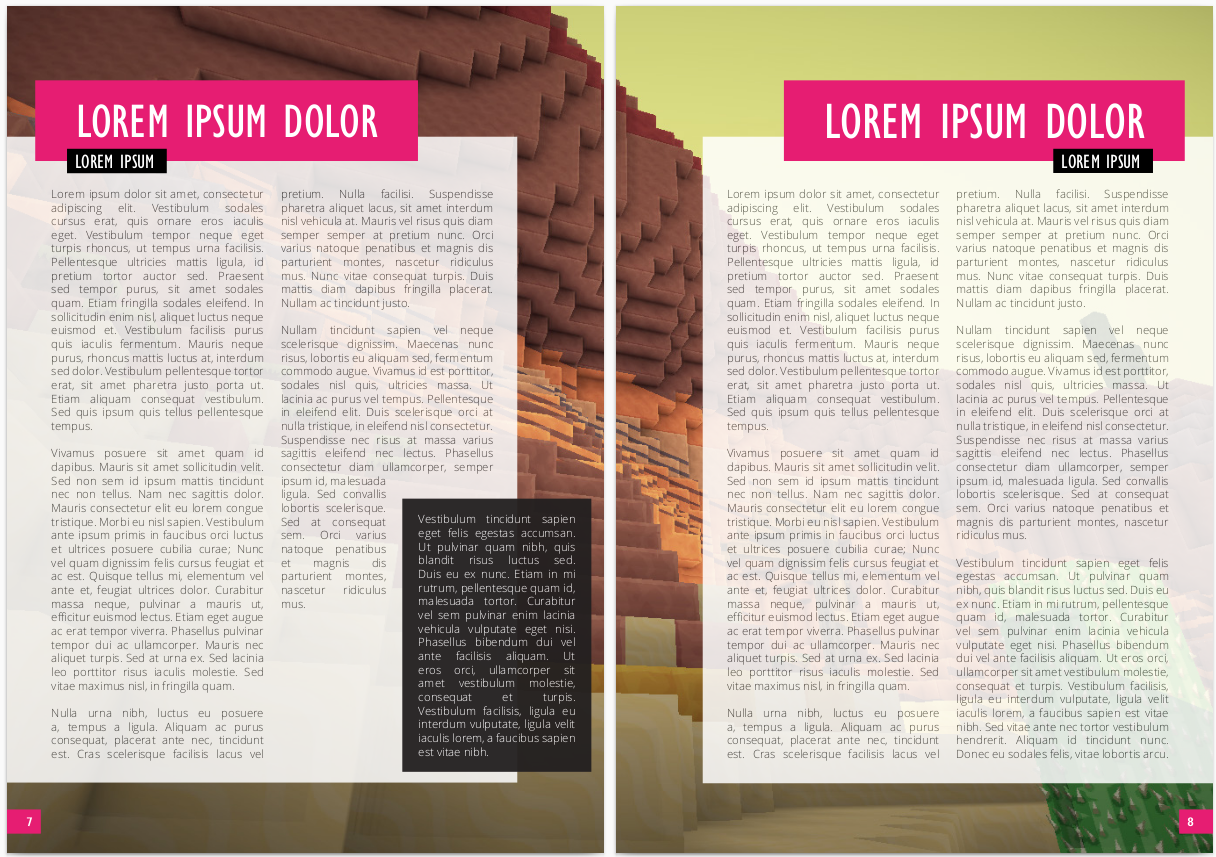 LOREM IPSUM DOLOR
LOREM IPSUM
Lorem ipsum dolor sit amet, consectetur
adipiscing elit. Vestibulum sodales
cursus erat, quis ornare eros iaculis
eget. Vestibulum tempor neque eget
turpis rhoncus, ut tempus urna facilisis.
Pellentesque ultricies mattis ligula, id
pretium tortor auctor sed. Praesent
sed tempor purus, sit amet sodales
quam. Etiam fringilla sodales eleifend. In
sollicitudin enim nisl, aliquet luctus neque
euismod et. Vestibulum facilisis purus
quis iaculis fermentum. Mauris neque
purus, rhoncus mattis luctus at, interdum
sed dolor. Vestibulum pellentesque tortor
erat, sit amet pharetra justo porta ut.
Etiam aliquam consequat vestibulum.
Sed quis ipsum quis tellus pellentesque
tempus.
Vivamus posuere sit amet quam id
dapibus. Mauris sit amet sollicitudin velit.
Sed non sem id ipsum mattis tincidunt
nec non tellus. Nam nec sagittis dolor.
Mauris consectetur elit eu lorem congue
tristique. Morbi eu nisl sapien. Vestibulum
ante ipsum primis in faucibus orci luctus
et ultrices posuere cubilia curae; Nunc
vel quam dignissim felis cursus feugiat et
ac est. Quisque tellus mi, elementum vel
ante et, feugiat ultrices dolor. Curabitur
massa neque, pulvinar a mauris ut,
efficitur euismod lectus. Etiam eget augue
ac erat tempor viverra. Phasellus pulvinar
tempor dui ac ullamcorper. Mauris nec
aliquet turpis. Sed at urna ex. Sed lacinia
leo porttitor risus iaculis molestie. Sed
vitae maximus nisl, in fringilla quam.
Nulla urna nibh, luctus eu posuere
a, tempus a ligula. Aliquam ac purus
consequat, placerat ante nec, tincidunt
est. Cras scelerisque facilisis lacus vel
pretium. Nulla facilisi. Suspendisse
pharetra aliquet lacus, sit amet interdum
nisl vehicula at. Mauris vel risus quis diam
semper semper at pretium nunc. Orci
varius natoque penatibus et magnis dis
parturient montes, nascetur ridiculus
mus. Nunc vitae consequat turpis. Duis
mattis diam dapibus fringilla placerat.
Nullam ac tincidunt justo.
Nullam tincidunt sapien vel neque
scelerisque dignissim. Maecenas nunc
risus, lobortis eu aliquam sed, fermentum
commodo augue. Vivamus id est porttitor,
sodales nisl quis, ultricies massa. Ut
lacinia ac purus vel tempus. Pellentesque
in eleifend elit. Duis scelerisque orci at
nulla tristique, in eleifend nisl consectetur.
Suspendisse nec risus at massa varius
sagittis eleifend nec lectus. Phasellus
consectetur diam ullamcorper, semper
ipsum id, malesuada
ligula. Sed convallis
lobortis scelerisque.
Sed at consequat
sem. Orci varius
natoque penatibus
et magnis dis
parturient montes,
nascetur ridiculus
mus.
Vestibulum tincidunt sapien
eget felis egestas accumsan.
Ut pulvinar quam nibh, quis
blandit risus luctus sed.
Duis eu ex nunc. Etiam in mi
rutrum, pellentesque quam id,
malesuada tortor. Curabitur
vel sem pulvinar enim lacinia
vehicula vulputate eget nisi.
Phasellus bibendum dui vel
ante facilisis aliquam. Ut
eros orci, ullamcorper sit
amet vestibulum molestie,
consequat et turpis.
Vestibulum facilisis, ligula eu
interdum vulputate, ligula velit
iaculis lorem, a faucibus sapien
est vitae nibh.
7
LOREM IPSUM DOLOR
LOREM IPSUM
Lorem ipsum dolor sit amet, consectetur
adipiscing elit. Vestibulum sodales
cursus erat, quis ornare eros iaculis
eget. Vestibulum tempor neque eget
turpis rhoncus, ut tempus urna facilisis.
Pellentesque ultricies mattis ligula, id
pretium tortor auctor sed. Praesent
sed tempor purus, sit amet sodales
quam. Etiam fringilla sodales eleifend. In
sollicitudin enim nisl, aliquet luctus neque
euismod et. Vestibulum facilisis purus
quis iaculis fermentum. Mauris neque
purus, rhoncus mattis luctus at, interdum
sed dolor. Vestibulum pellentesque tortor
erat, sit amet pharetra justo porta ut.
Etiam aliquam consequat vestibulum.
Sed quis ipsum quis tellus pellentesque
tempus.
Vivamus posuere sit amet quam id
dapibus. Mauris sit amet sollicitudin velit.
Sed non sem id ipsum mattis tincidunt
nec non tellus. Nam nec sagittis dolor.
Mauris consectetur elit eu lorem congue
tristique. Morbi eu nisl sapien. Vestibulum
ante ipsum primis in faucibus orci luctus
et ultrices posuere cubilia curae; Nunc
vel quam dignissim felis cursus feugiat et
ac est. Quisque tellus mi, elementum vel
ante et, feugiat ultrices dolor. Curabitur
massa neque, pulvinar a mauris ut,
efficitur euismod lectus. Etiam eget augue
ac erat tempor viverra. Phasellus pulvinar
tempor dui ac ullamcorper. Mauris nec
aliquet turpis. Sed at urna ex. Sed lacinia
leo porttitor risus iaculis molestie. Sed
vitae maximus nisl, in fringilla quam.
Nulla urna nibh, luctus eu posuere
a, tempus a ligula. Aliquam ac purus
consequat, placerat ante nec, tincidunt
est. Cras scelerisque facilisis lacus vel
pretium. Nulla facilisi. Suspendisse
pharetra aliquet lacus, sit amet interdum
nisl vehicula at. Mauris vel risus quis diam
semper semper at pretium nunc. Orci
varius natoque penatibus et magnis dis
parturient montes, nascetur ridiculus
mus. Nunc vitae consequat turpis. Duis
mattis diam dapibus fringilla placerat.
Nullam ac tincidunt justo.
Nullam tincidunt sapien vel neque
scelerisque dignissim. Maecenas nunc
risus, lobortis eu aliquam sed, fermentum
commodo augue. Vivamus id est porttitor,
sodales nisl quis, ultricies massa. Ut
lacinia ac purus vel tempus. Pellentesque
in eleifend elit. Duis scelerisque orci at
nulla tristique, in eleifend nisl consectetur.
Suspendisse nec risus at massa varius
sagittis eleifend nec lectus. Phasellus
consectetur diam ullamcorper, semper
ipsum id, malesuada ligula. Sed convallis
lobortis scelerisque. Sed at consequat
sem. Orci varius natoque penatibus et
magnis dis parturient montes, nascetur
ridiculus mus.
Vestibulum tincidunt sapien eget felis
egestas accumsan. Ut pulvinar quam
nibh, quis blandit risus luctus sed. Duis eu
ex nunc. Etiam in mi rutrum, pellentesque
quam id, malesuada tortor. Curabitur
vel sem pulvinar enim lacinia vehicula
vulputate eget nisi. Phasellus bibendum
dui vel ante facilisis aliquam. Ut eros orci,
ullamcorper sit amet vestibulum molestie,
consequat et turpis. Vestibulum facilisis,
ligula eu interdum vulputate, ligula velit
iaculis lorem, a faucibus sapien est vitae
nibh. Sed vitae ante nec tortor vestibulum
hendrerit. Aliquam id tincidunt nunc.
Donec eu sodales felis, vitae lobortis arcu.
8